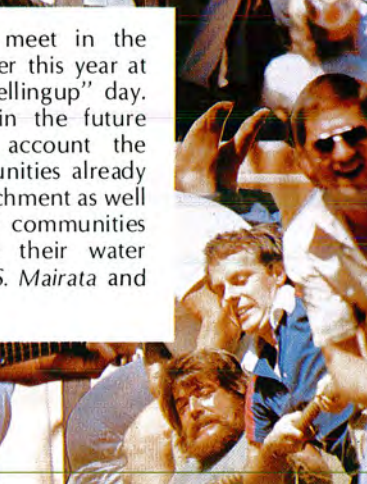 meet in the
er this year at
ellingup" day.
in the future
account the
unities already
chment as well
communities
their water
S. Mairata and